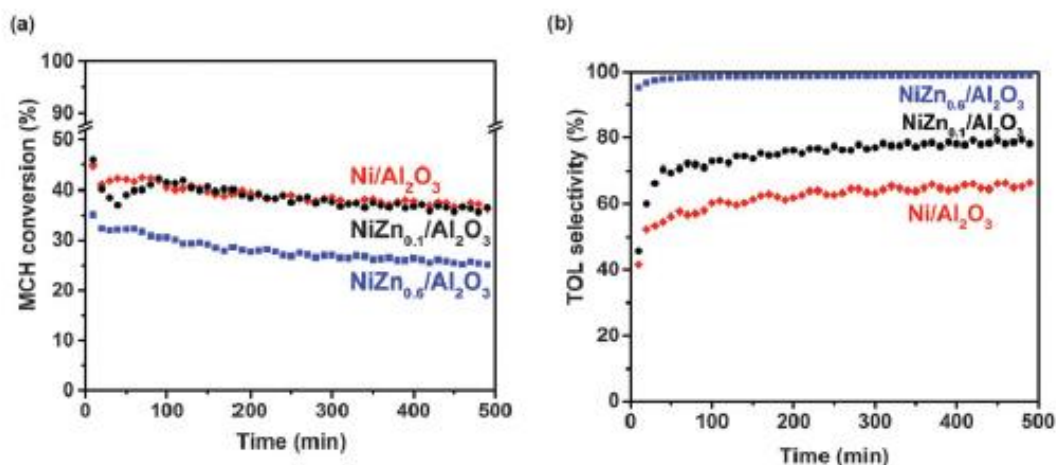 (a)
100
90
50
40
30
20
10
0
MCH conversion (%)
Ni/Al₂O₃
NiZn₀.₁/Al₂O₃
NiZn₀.₆/Al₂O₃
0 100 200 300 400 500
Time (min)
(b)
100
80
60
40
20
0
TOL selectivity (%)
NiZn₀.₆/Al₂O₃
NiZn₀.₁/Al₂O₃
Ni/Al₂O₃
0 100 200 300 400 500
Time (min)